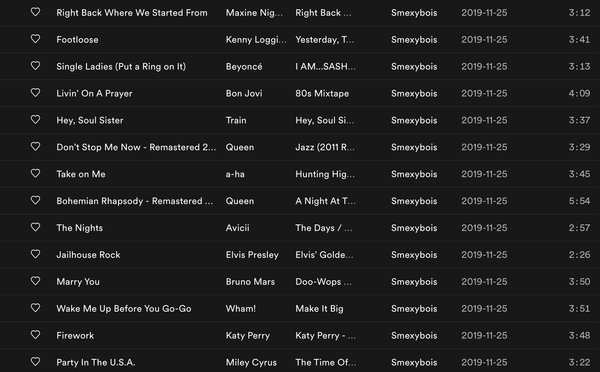 Right Back Where We Started From Maxine Nig... Right Back ... Smexybois 2019-11-25 3:12
Footloose Kenny Loggi... Yesterday, T... Smexybois 2019-11-25 3:41
Single Ladies (Put a Ring on It) Beyoncé I AM...SASH... Smexybois 2019-11-25 3:13
Livin' On A Prayer Bon Jovi 80s Mixtape Smexybois 2019-11-25 4:09
Hey, Soul Sister Train Hey, Soul Si... Smexybois 2019-11-25 3:37
Don't Stop Me Now - Remastered 2... Queen Jazz (2011 R... Smexybois 2019-11-25 3:29
Take on Me a-ha Hunting Hig... Smexybois 2019-11-25 3:45
Bohemian Rhapsody - Remastered ... Queen A Night At T... Smexybois 2019-11-25 5:54
The Nights Avicii The Days / ... Smexybois 2019-11-25 2:57
Jailhouse Rock Elvis Presley Elvis' Golde... Smexybois 2019-11-25 2:26
Marry You Bruno Mars Doo-Wops ... Smexybois 2019-11-25 3:50
Wake Me Up Before You Go-Go Wham! Make It Big Smexybois 2019-11-25 3:51
Firework Katy Perry Katy Perry - ... Smexybois 2019-11-25 3:48
Party In The U.S.A. Miley Cyrus The Time Of... Smexybois 2019-11-25 3:22